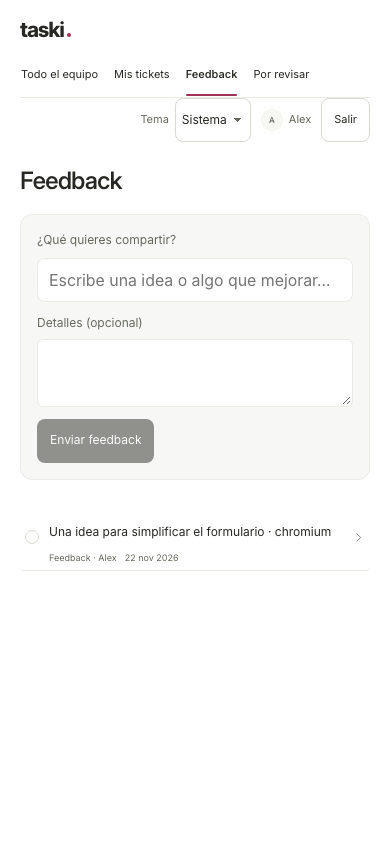 taski.
Todo el equipo Mis tickets Feedback Por revisar
Tema Sistema A Alex Salir
Feedback
¿Qué quieres compartir?
Escribe una idea o algo que mejorar...
Detalles (opcional)
Enviar feedback
Una idea para simplificar el formulario · chromium
Feedback · Alex 22 nov 2026